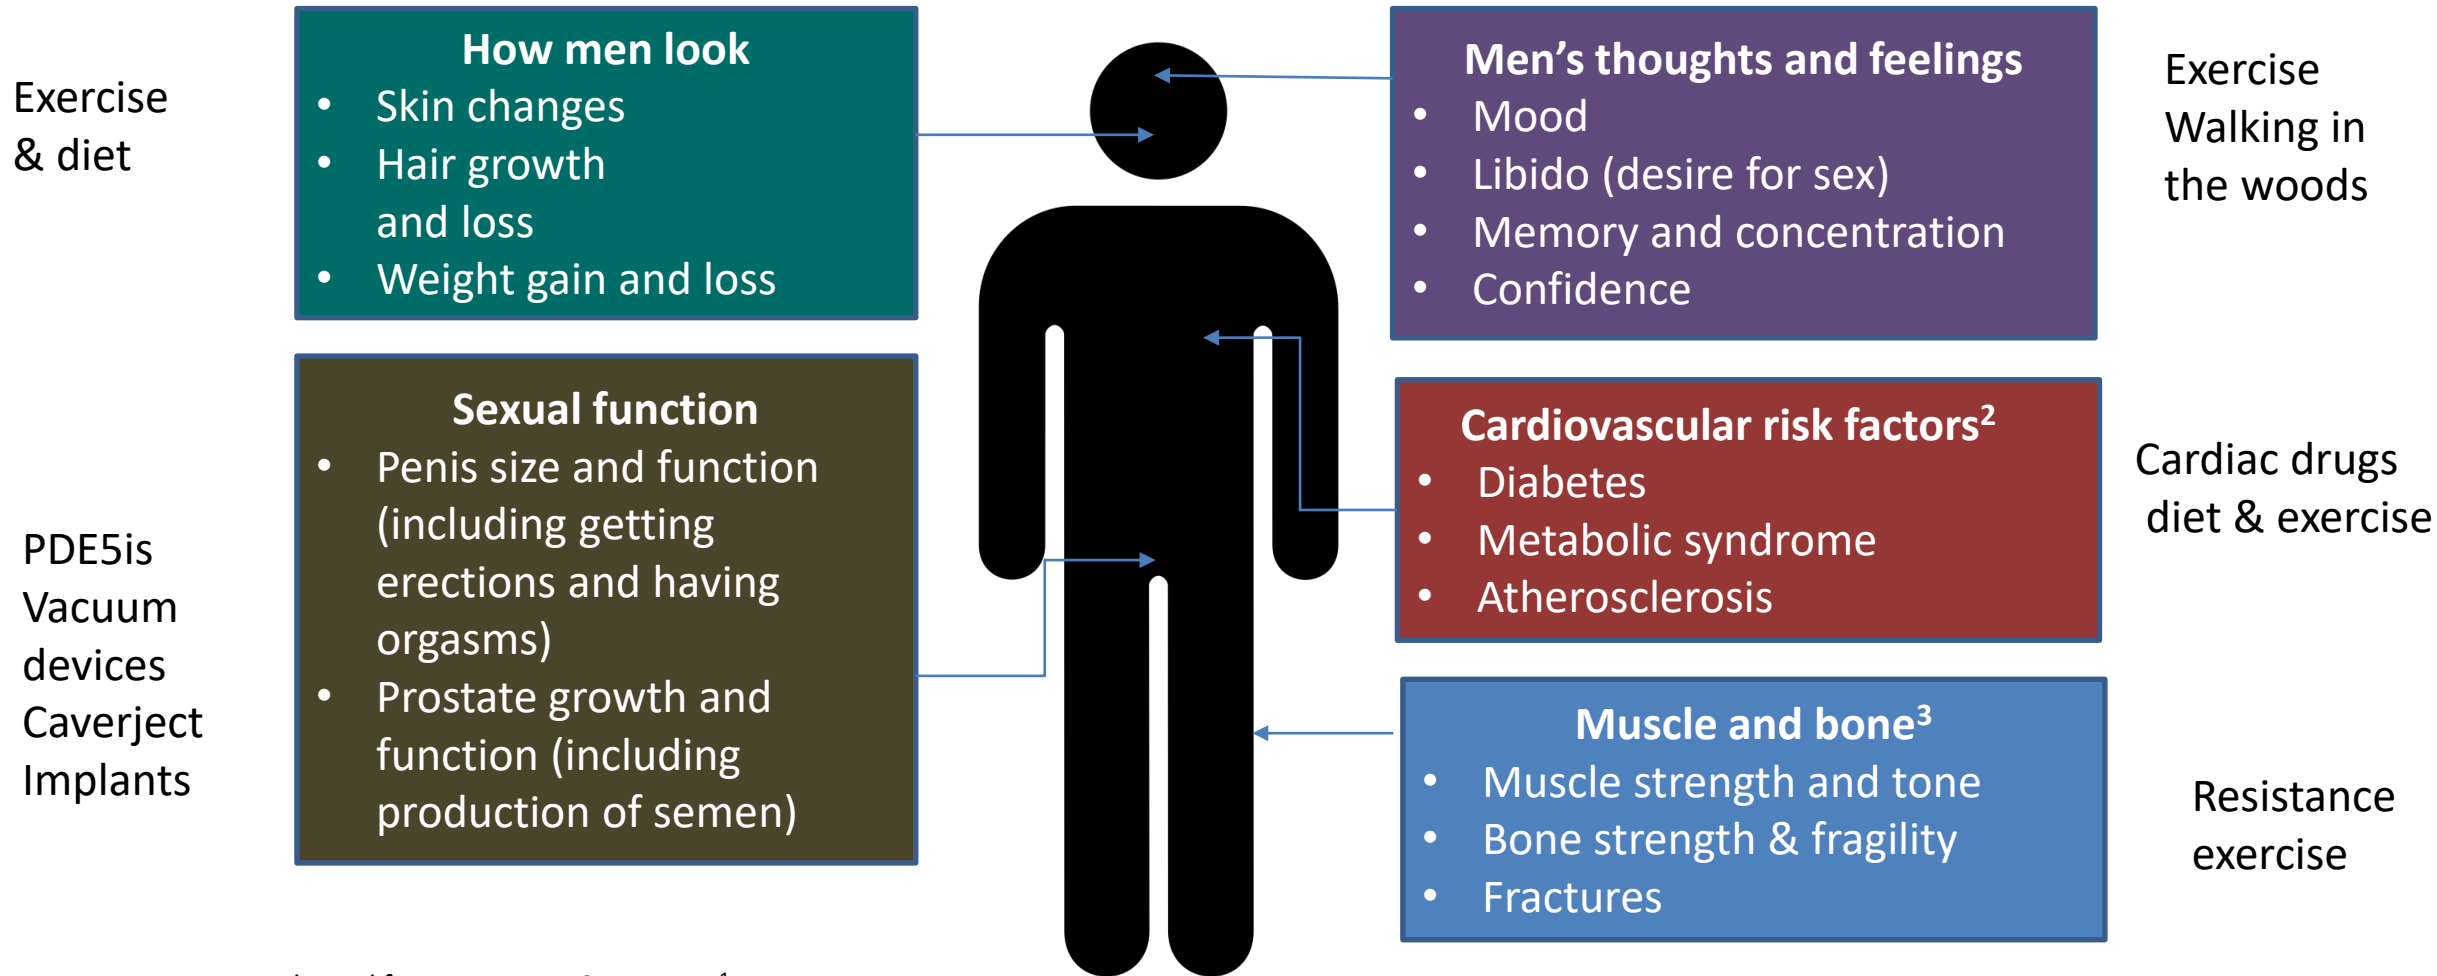 Exercise
& diet
How men look
• Skin changes
• Hair growth
and loss
• Weight gain and loss
Men’s thoughts and feelings
• Mood
• Libido (desire for sex)
• Memory and concentration
• Confidence
Exercise
Walking in
the woods
PDE5is
Vacuum
devices
Caverject
Implants
Sexual function
• Penis size and function
(including getting
erections and having
orgasms)
• Prostate growth and
function (including
production of semen)
Cardiovascular risk factors²
• Diabetes
• Metabolic syndrome
• Atherosclerosis
Cardiac drugs
diet & exercise
Muscle and bone³
• Muscle strength and tone
• Bone strength & fragility
• Fractures
Resistance
exercise